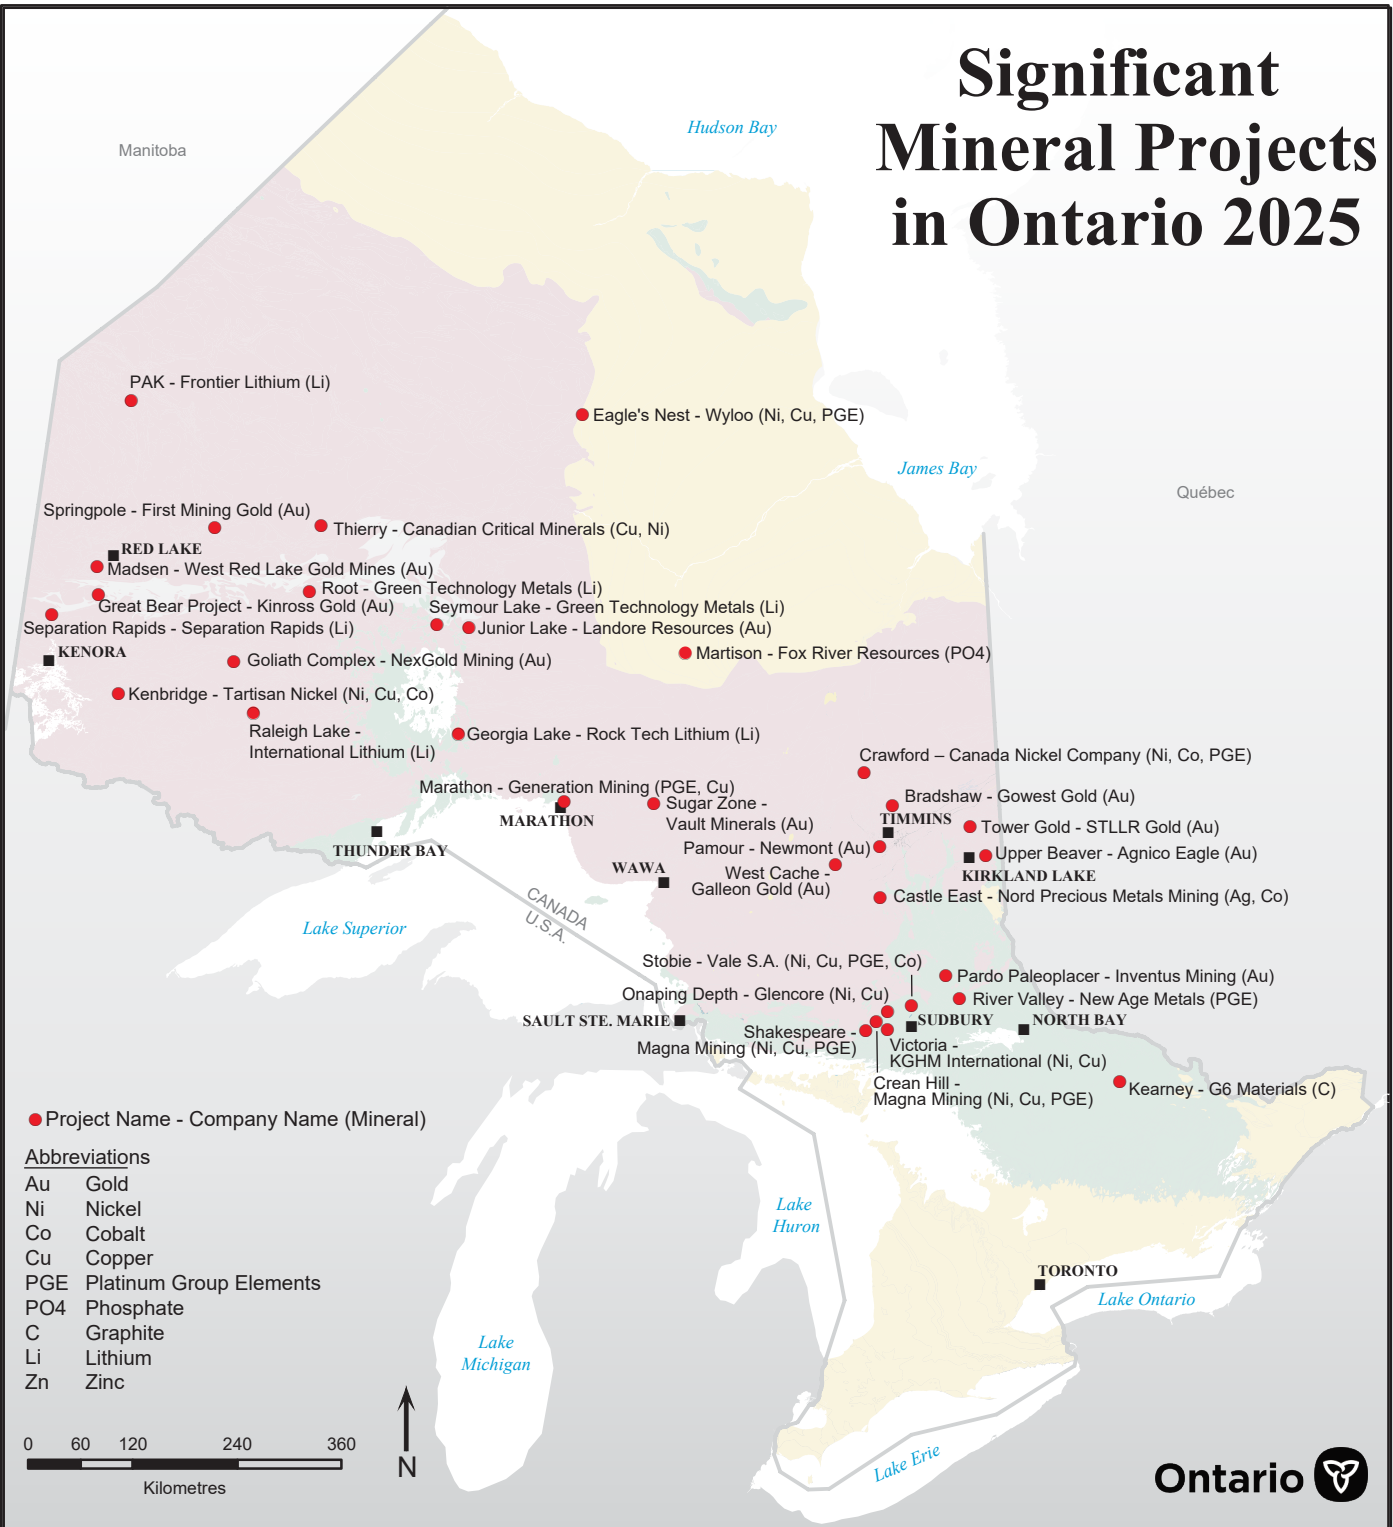 Significant
Mineral Projects
in Ontario 2025
Hudson Bay
Manitoba
PAK - Frontier Lithium (Li)
Eagle's Nest - Wyloo (Ni, Cu, PGE)
James Bay
Québec
Springpole - First Mining Gold (Au)
Thierry - Canadian Critical Minerals (Cu, Ni)
RED LAKE
Madsen - West Red Lake Gold Mines (Au)
Root - Green Technology Metals (Li)
Great Bear Project - Kinross Gold (Au)
Seymour Lake - Green Technology Metals (Li)
Separation Rapids - Separation Rapids (Li)
Junior Lake - Landore Resources (Au)
KENORA
Goliath Complex - NexGold Mining (Au)
Martison - Fox River Resources (PO4)
Kenbridge - Tartisan Nickel (Ni, Cu, Co)
Raleigh Lake -
International Lithium (Li)
Georgia Lake - Rock Tech Lithium (Li)
Crawford – Canada Nickel Company (Ni, Co, PGE)
Marathon - Generation Mining (PGE, Cu)
MARATHON
Sugar Zone -
Vault Minerals (Au)
Bradshaw - Gowest Gold (Au)
TIMMINS
Tower Gold - STLLR Gold (Au)
THUNDER BAY
Pamour - Newmont (Au)
Upper Beaver - Agnico Eagle (Au)
WAWA
West Cache -
Galleon Gold (Au)
KIRKLAND LAKE
Castle East - Nord Precious Metals Mining (Ag, Co)
CANADA
U.S.A.
Lake Superior
Stobie - Vale S.A. (Ni, Cu, PGE, Co)
Pardo Paleoplacer - Inventus Mining (Au)
Onaping Depth - Glencore (Ni, Cu)
River Valley - New Age Metals (PGE)
SAULT STE. MARIE
SUDBURY
NORTH BAY
Shakespeare -
Magna Mining (Ni, Cu, PGE)
Victoria -
KGHM International (Ni, Cu)
Crean Hill -
Magna Mining (Ni, Cu, PGE)
Kearney - G6 Materials (C)
Project Name - Company Name (Mineral)
Abbreviations
Au Gold
Ni Nickel
Co Cobalt
Cu Copper
PGE Platinum Group Elements
PO4 Phosphate
C Graphite
Li Lithium
Zn Zinc
Lake
Huron
TORONTO
Lake Ontario
Lake
Michigan
Lake Erie
0 60 120 240 360
Kilometres
N
Ontario